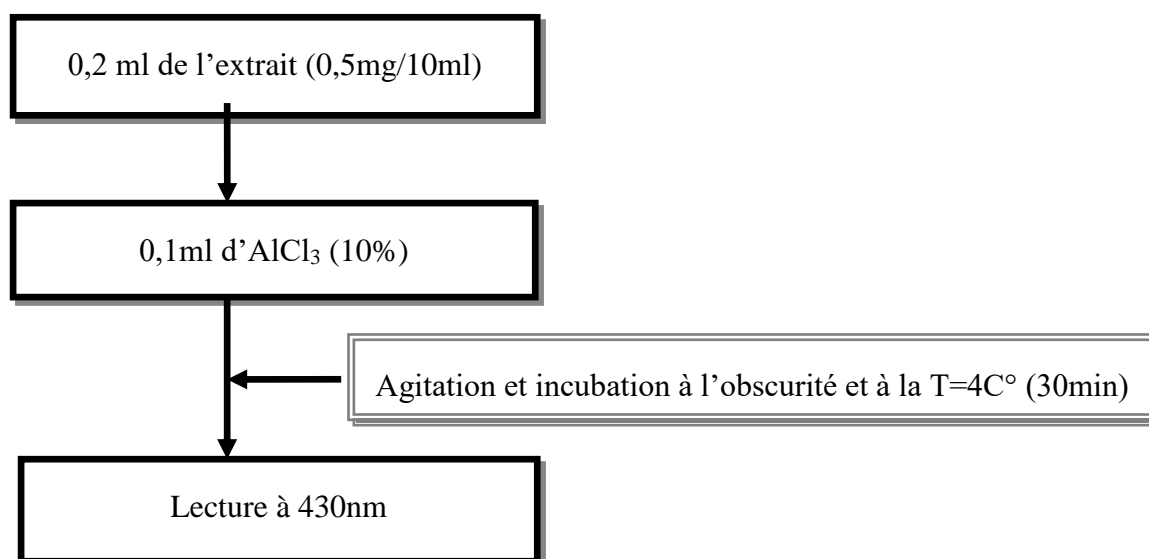 0,2 ml de l’extrait (0,5mg/10ml)
0,1ml d’AlCl₃ (10%)
Agitation et incubation à l’obscurité et à la T=4C° (30min)
Lecture à 430nm